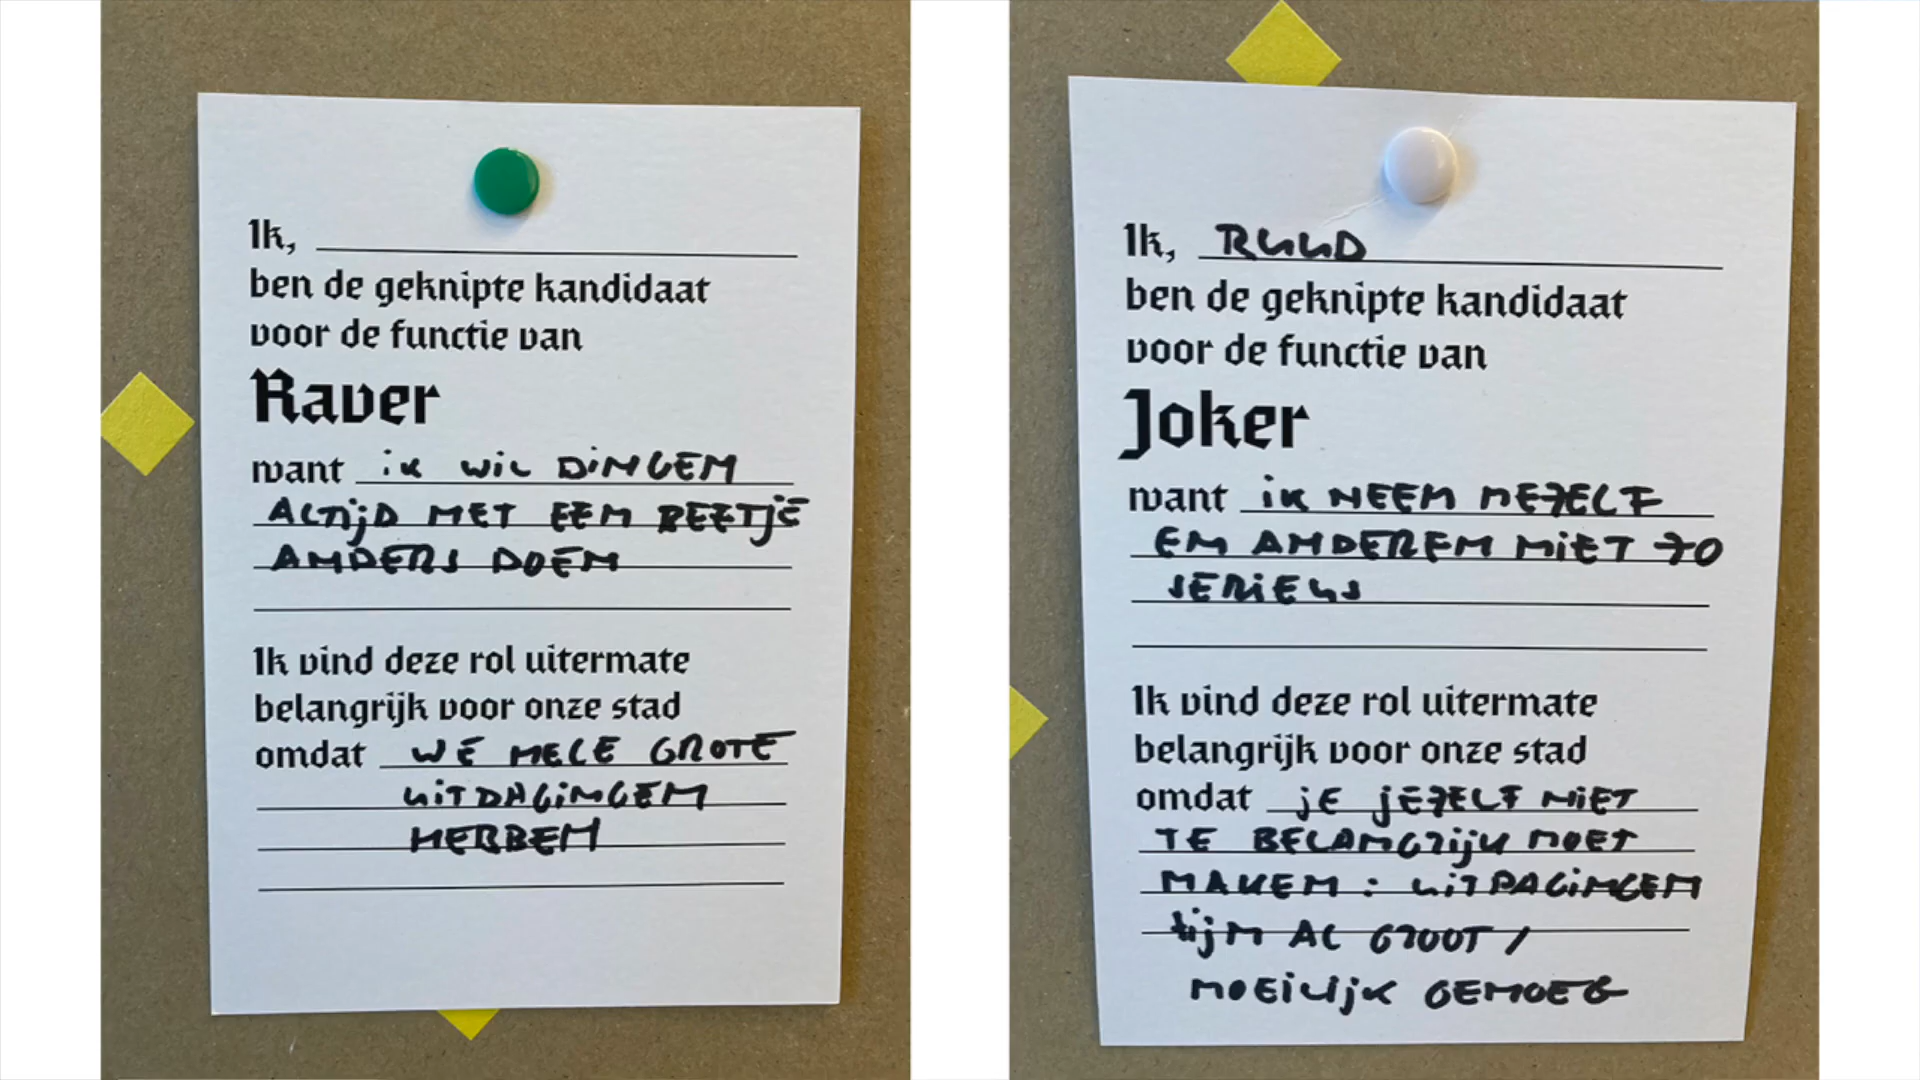 Ik,
ben de geknipte kandidaat
voor de functie van
Raver
want ik wil DiNGEN
ALTijD MET EEN BEETJE
ANDERS DOEN
Ik vind deze rol uitermate
belangrijk voor onze stad
omdat WE HELE GROTE
UiTDAGiNGEN
HEBBEN
Ik, RUUD
ben de geknipte kandidaat
voor de functie van
Joker
want iK NEEM MEZELF
EN ANDEREN NiET ZO
SERiEUS
Ik vind deze rol uitermate
belangrijk voor onze stad
omdat jE jEZELF NiET
TE BELANGRijK MOET
MAKEN: UiTDAGiNGEN
ZijN AL GROOT /
MOEiLijK GENOEG